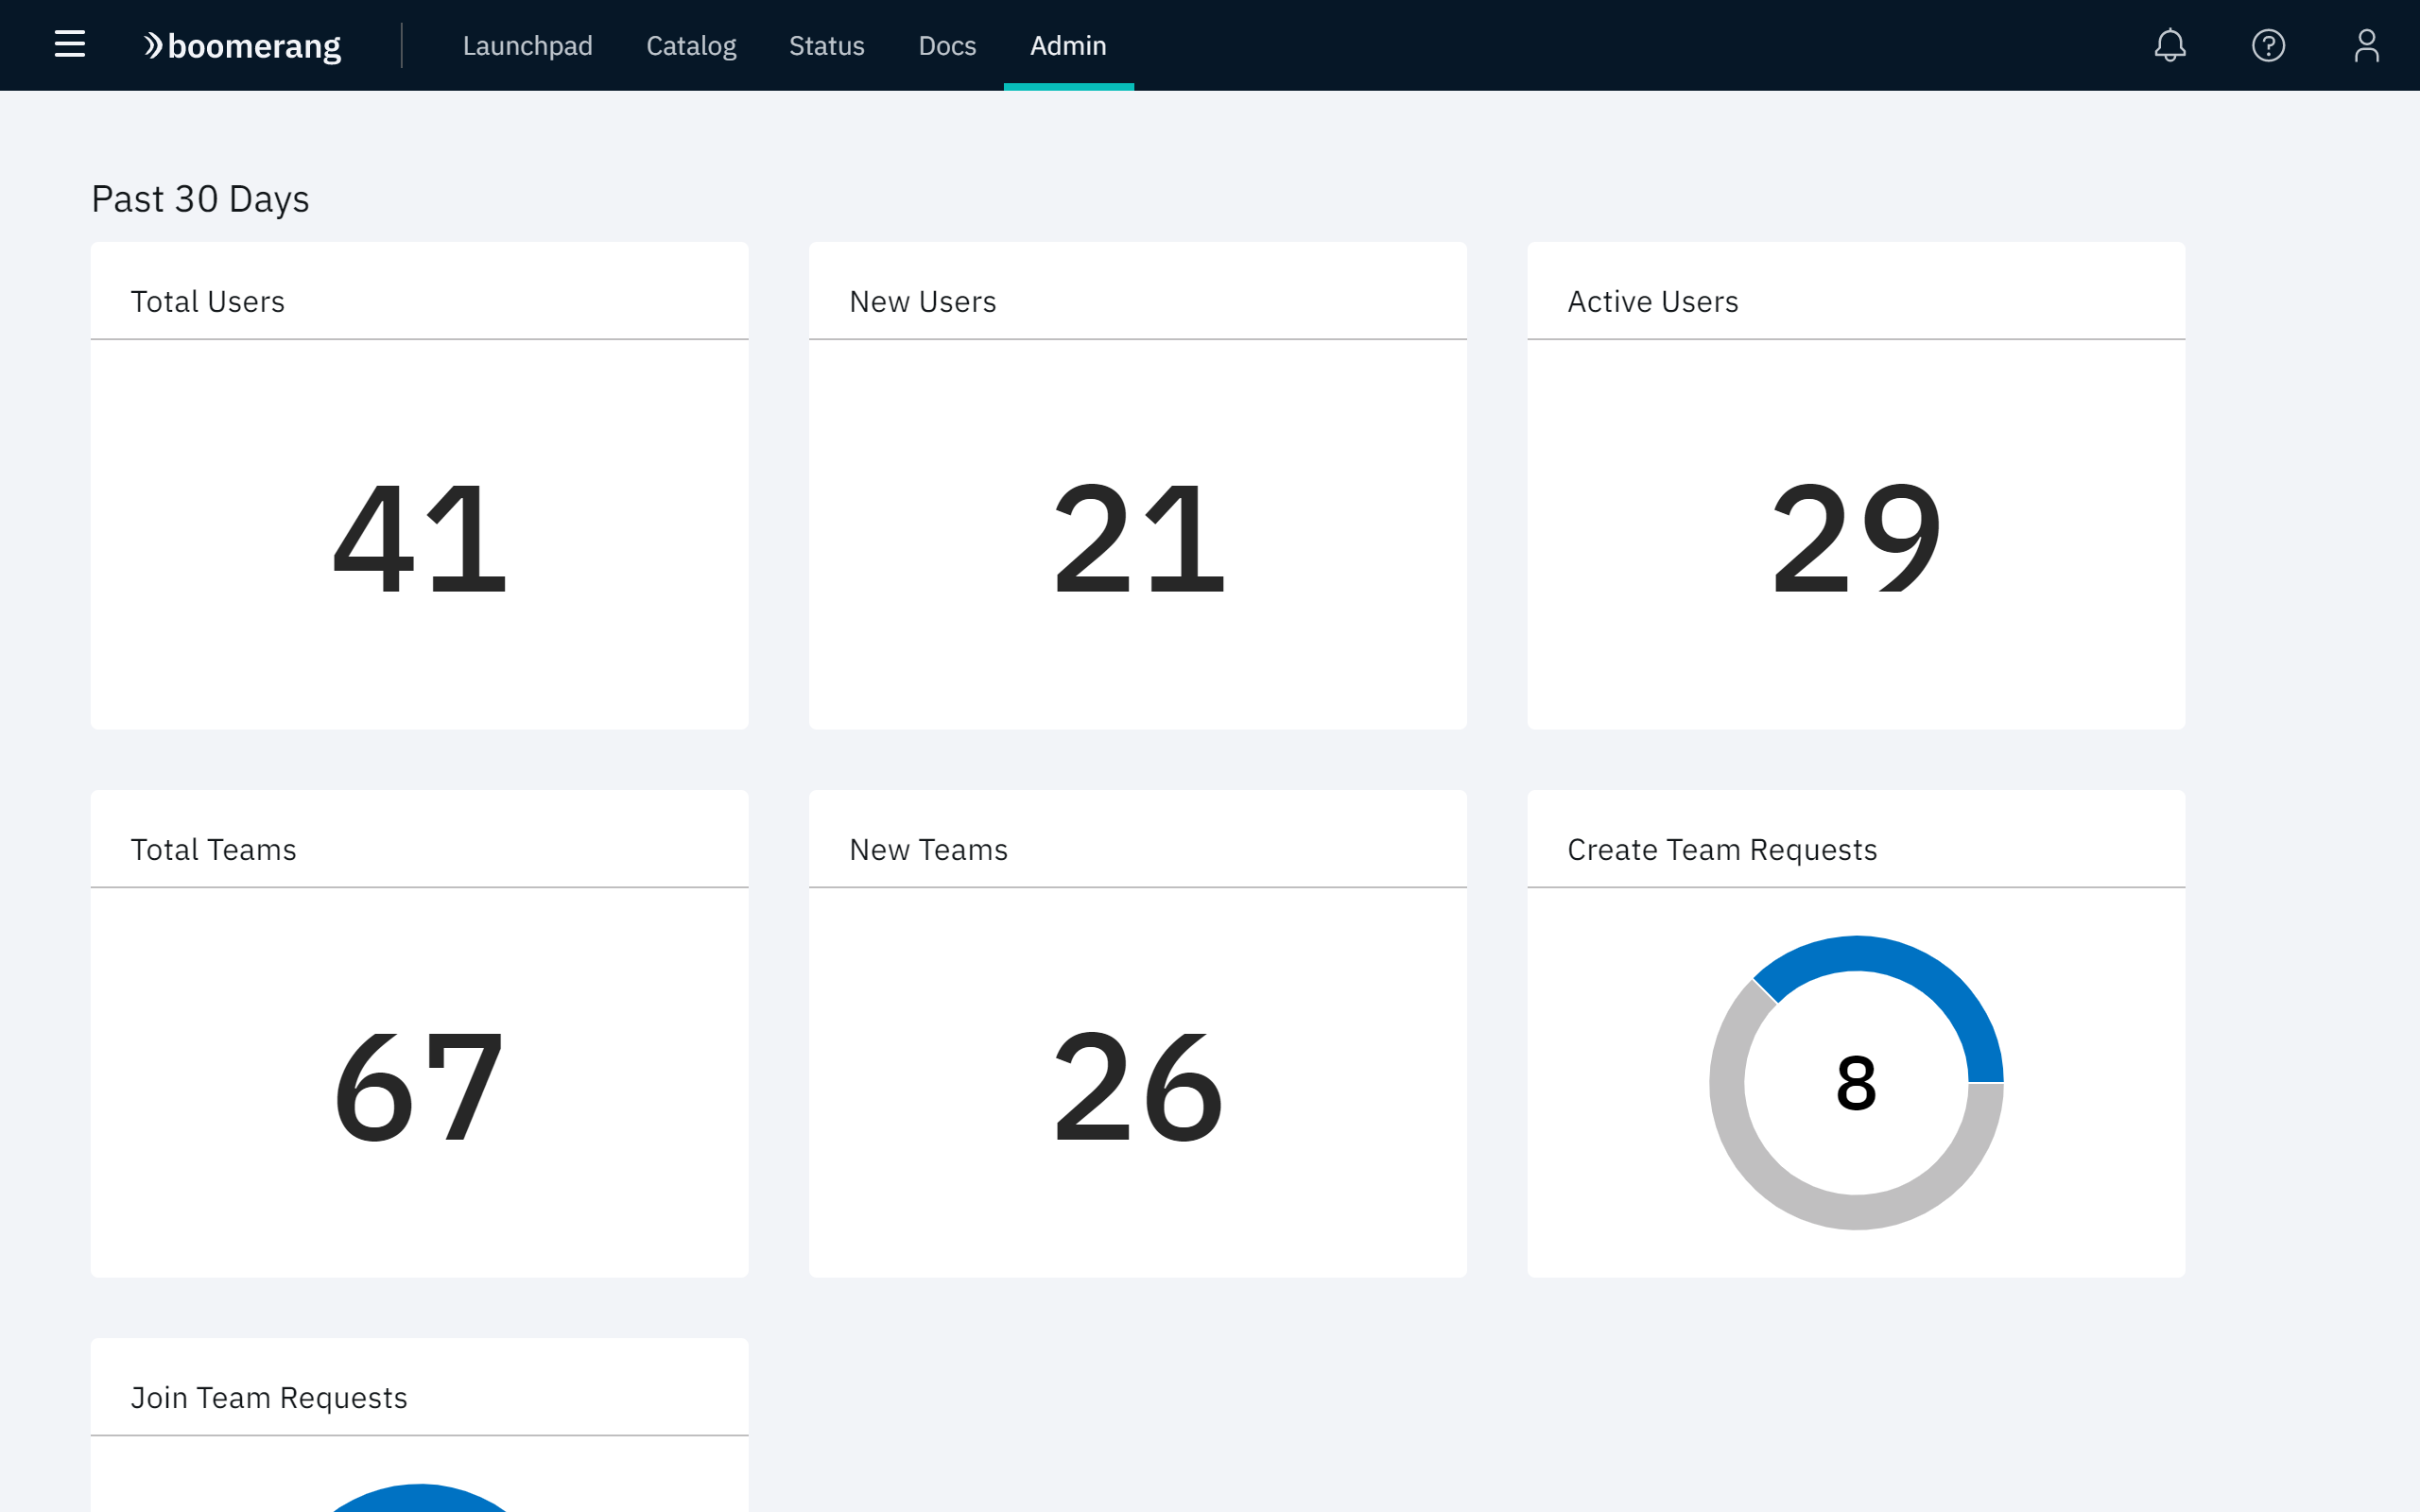 boomerang Launchpad Catalog Status Docs Admin
Past 30 Days
Total Users
41
New Users
21
Active Users
29
Total Teams
67
New Teams
26
Create Team Requests
8
Join Team Requests